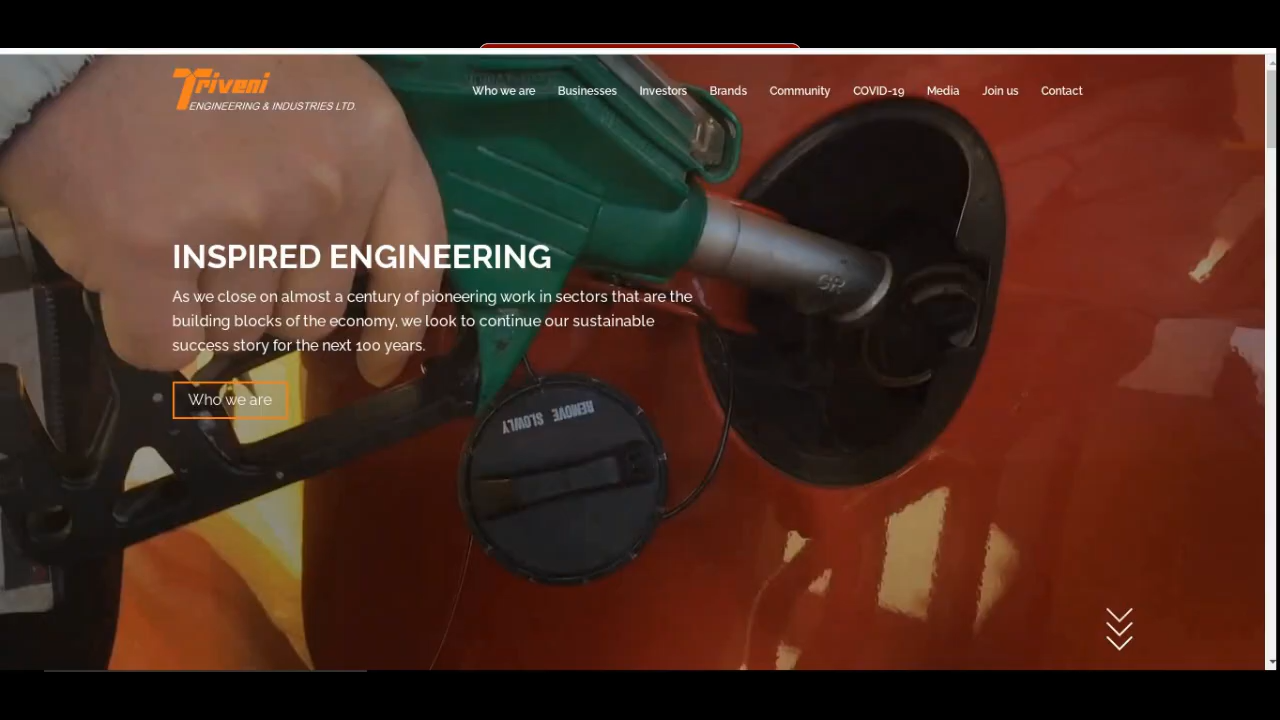 Triveni
ENGINEERING & INDUSTRIES LTD.
Who we are Businesses Investors Brands Community COVID-19 Media Join us Contact
INSPIRED ENGINEERING
As we close on almost a century of pioneering work in sectors that are the
building blocks of the economy, we look to continue our sustainable
success story for the next 100 years.
Who we are
REMOVE SLOWLY
SR